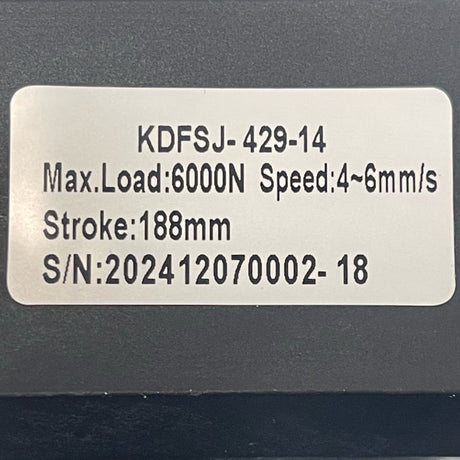 KDFSJ- 429-14
Max.Load:6000N Speed:4~6mm/s
Stroke:188mm
S/N:202412070002- 18